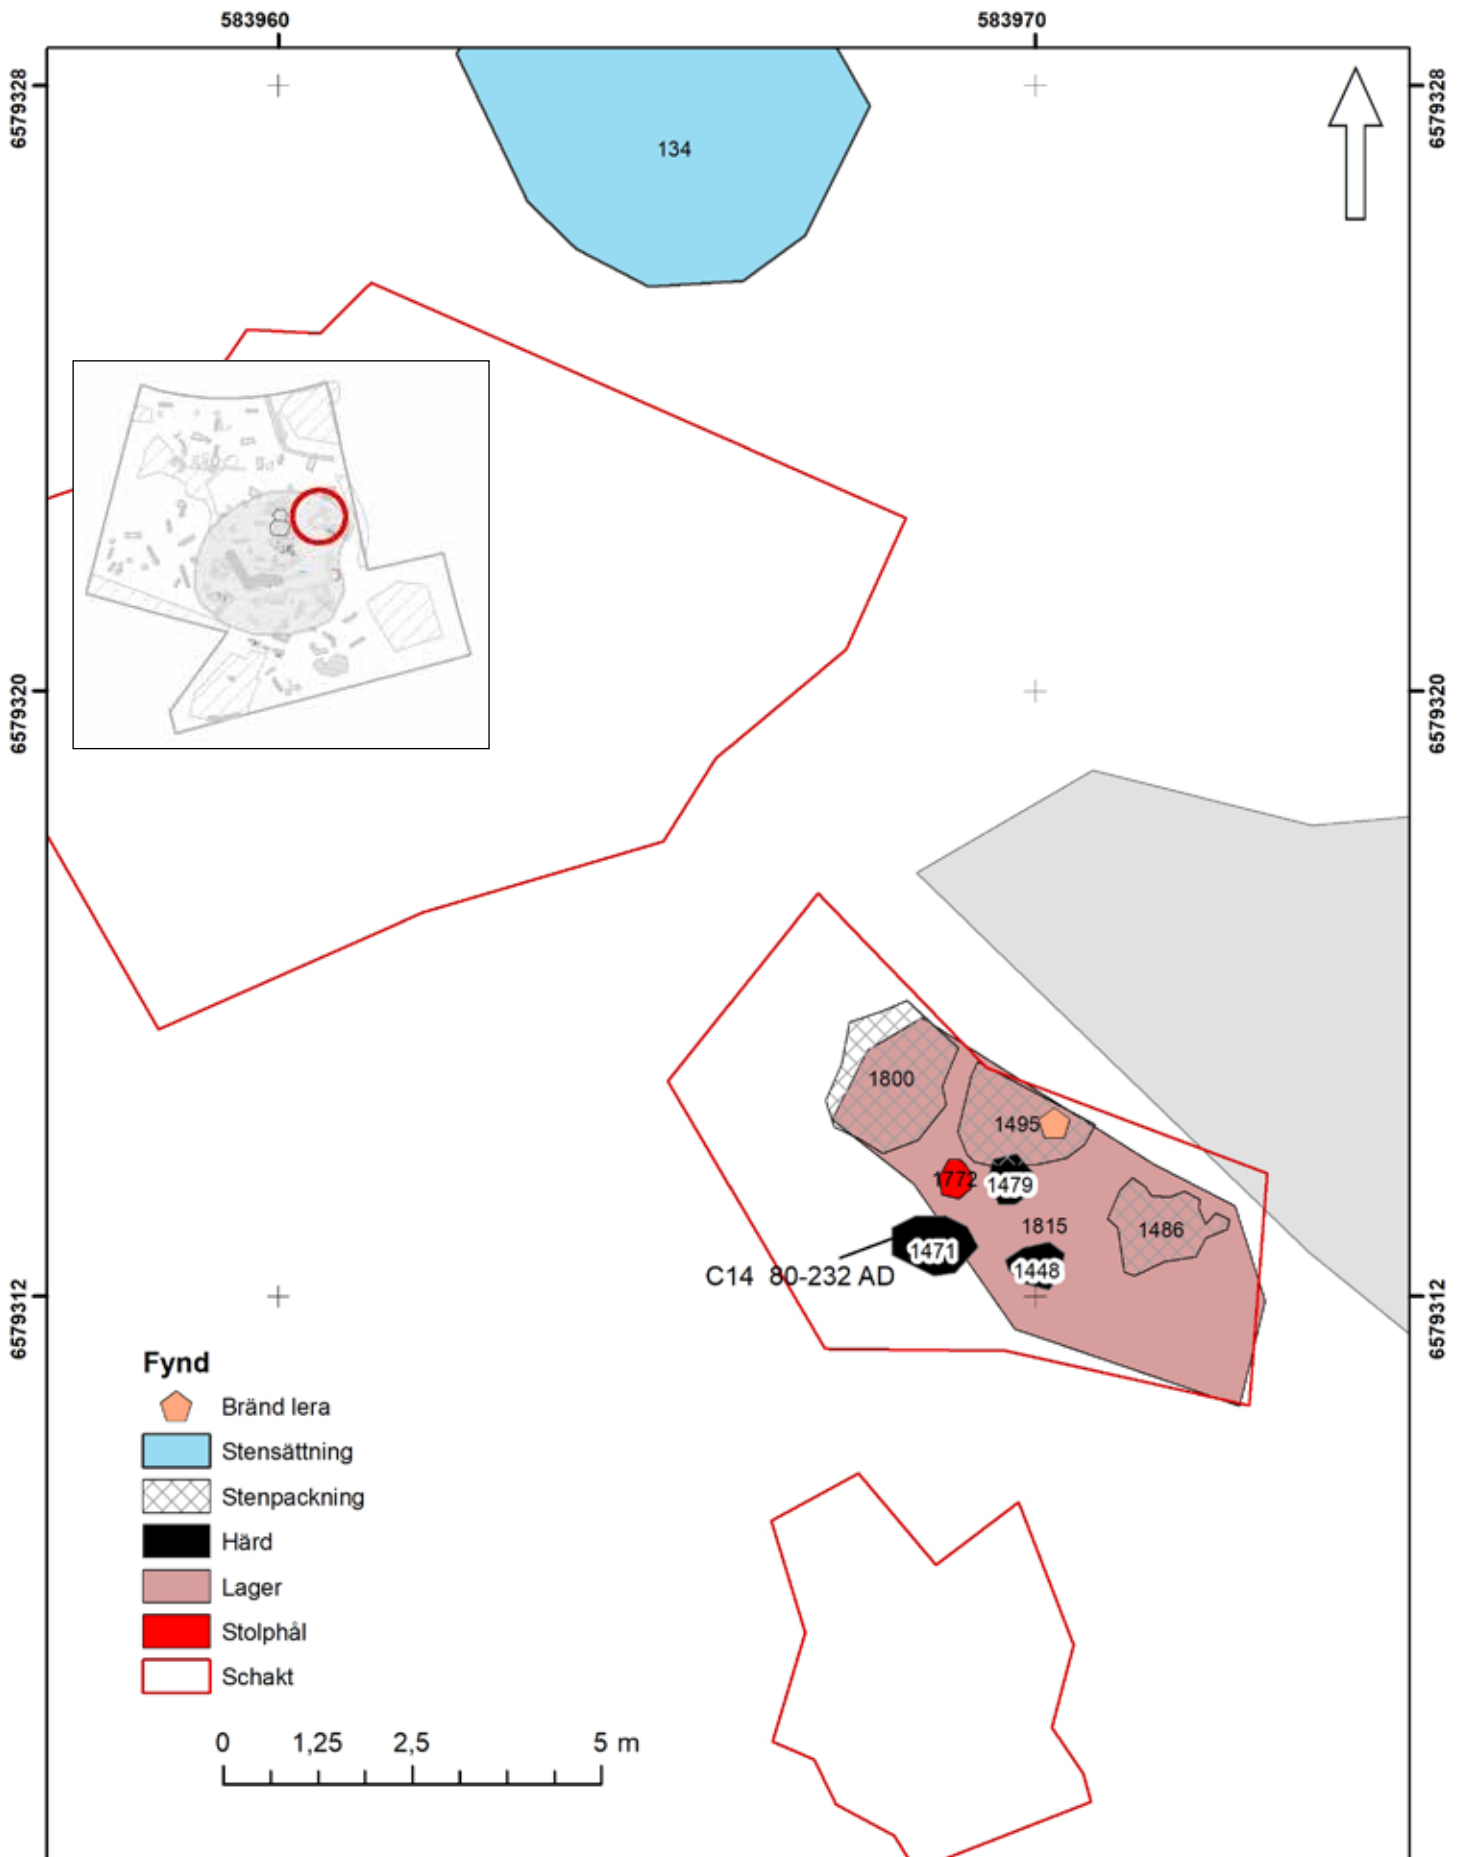 583960 583970
6579328 6579328
134
6579320 6579320
1800
1495
1772 1479
1815 1486
1471
1448
C14 80-232 AD
6579312 6579312
Fynd
Bränd lera
Stensättning
Stenpackning
Härd
Lager
Stolphål
Schakt
0 1,25 2,5 5 m